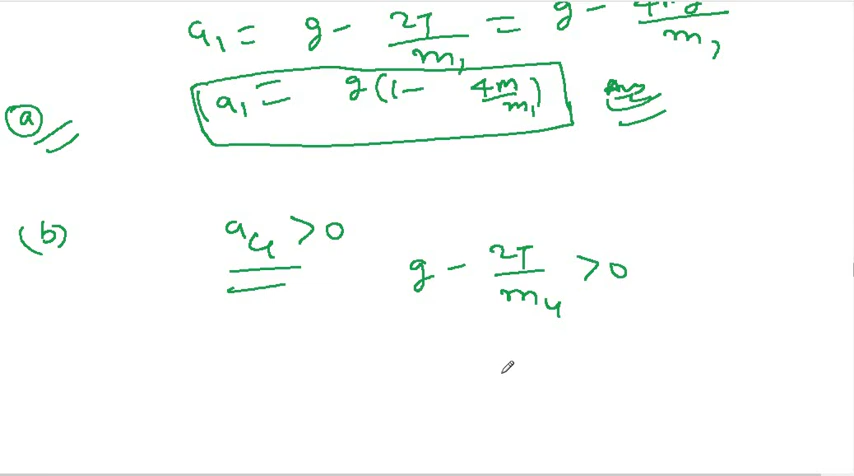 a₁ = g - 2T/m₁ = g - 4mg/m₁
(a) a₁ = g(1 - 4m/m₁) Ans
(b) a₄ > 0
g - 2T/m₄ > 0